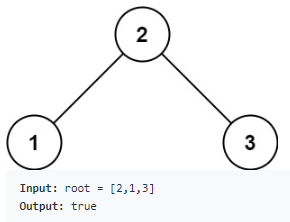 2
1 3
Input: root = [2,1,3]
Output: true